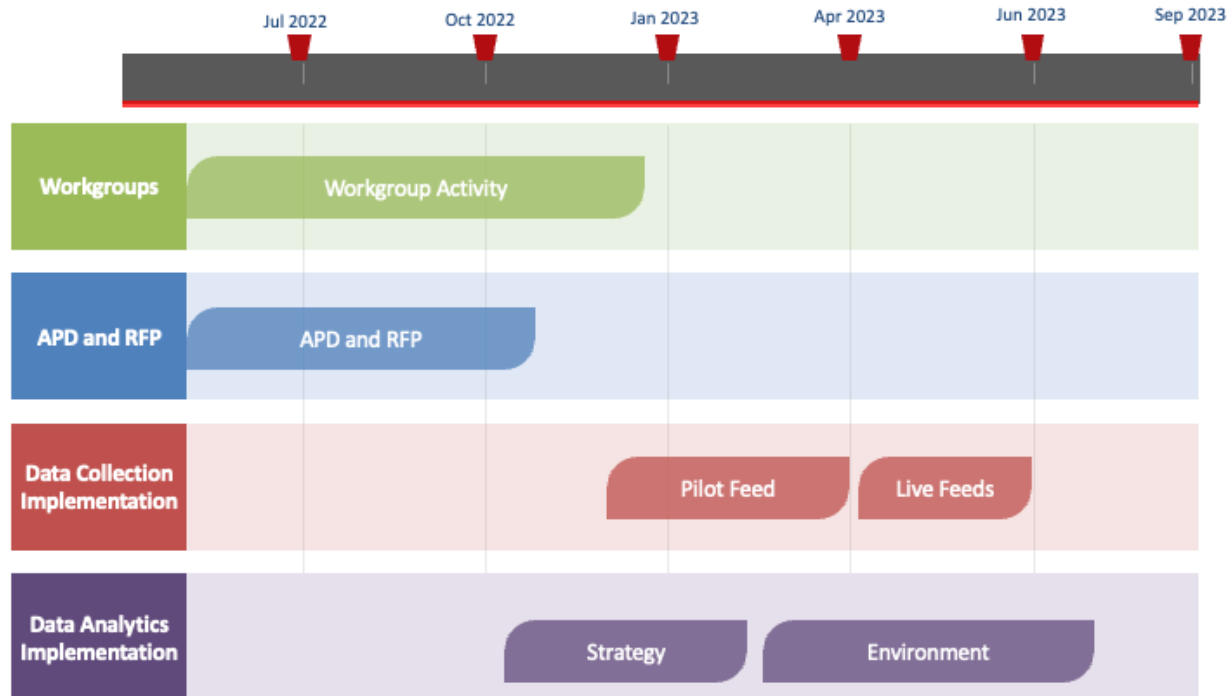 Jul 2022
Oct 2022
Jan 2023
Apr 2023
Jun 2023
Sep 2023
Workgroups
Workgroup Activity
APD and RFP
APD and RFP
Data Collection
Implementation
Pilot Feed
Live Feeds
Data Analytics
Implementation
Strategy
Environment